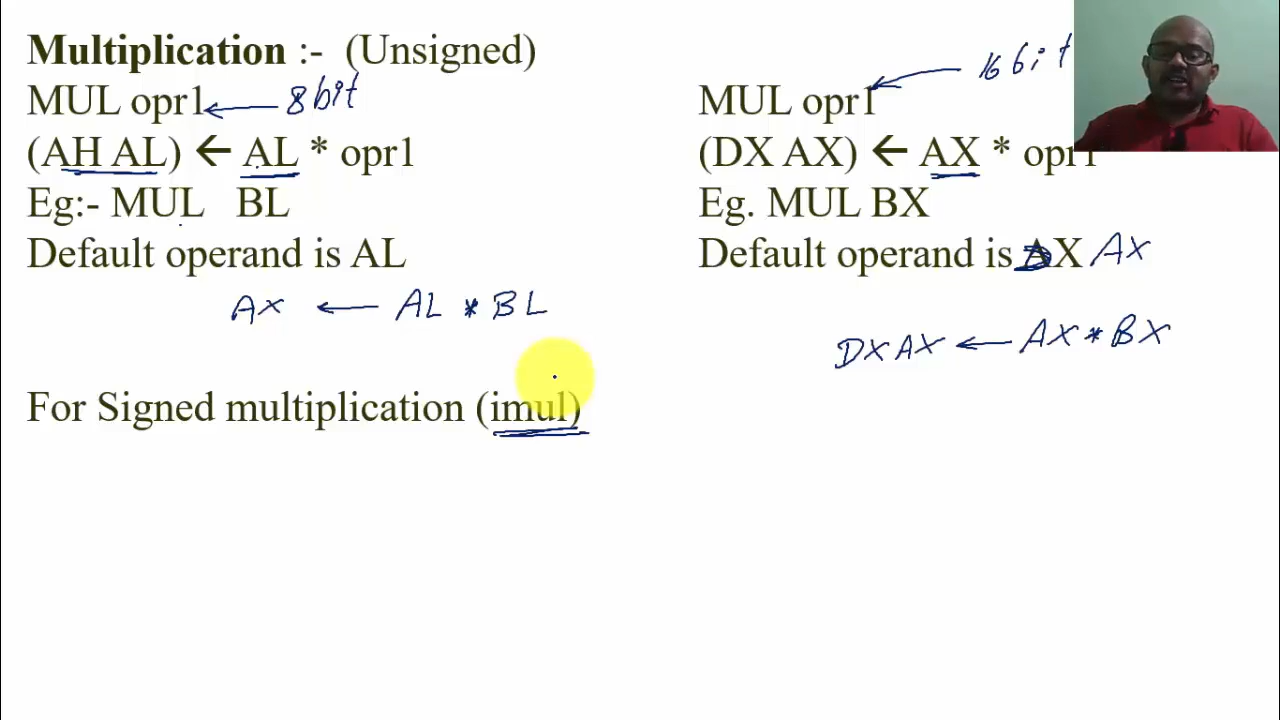 Multiplication :- (Unsigned)
MUL opr1 ← 8bit
(AH AL) ← AL * opr1
Eg:- MUL BL
Default operand is AL
AX ← AL * BL
For Signed multiplication (imul)
MUL opr1 ← 16 bit
(DX AX) ← AX * opr1
Eg. MUL BX
Default operand is AX AX
DX AX ← AX * BX